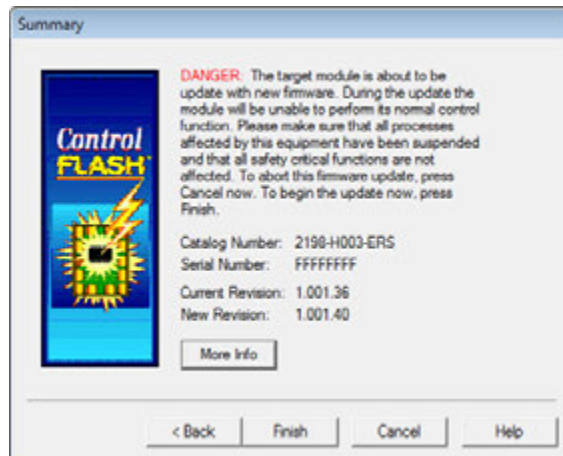 Summary
Control
FLASH
DANGER: The target module is about to be
update with new firmware. During the update the
module will be unable to perform its normal control
function. Please make sure that all processes
affected by this equipment have been suspended
and that all safety critical functions are not
affected. To abort this firmware update, press
Cancel now. To begin the update now, press
Finish.
Catalog Number: 2198-H003-ERS
Serial Number: FFFFFFFF
Current Revision: 1.001.36
New Revision: 1.001.40
More Info
< Back Finish Cancel Help